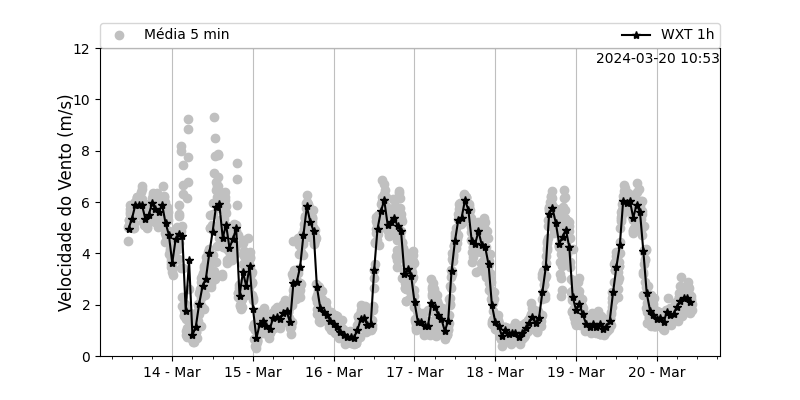 Média 5 min
WXT 1h
2024-03-20 10:53
Velocidade do Vento (m/s)
12
10
8
6
4
2
0
14 - Mar
15 - Mar
16 - Mar
17 - Mar
18 - Mar
19 - Mar
20 - Mar